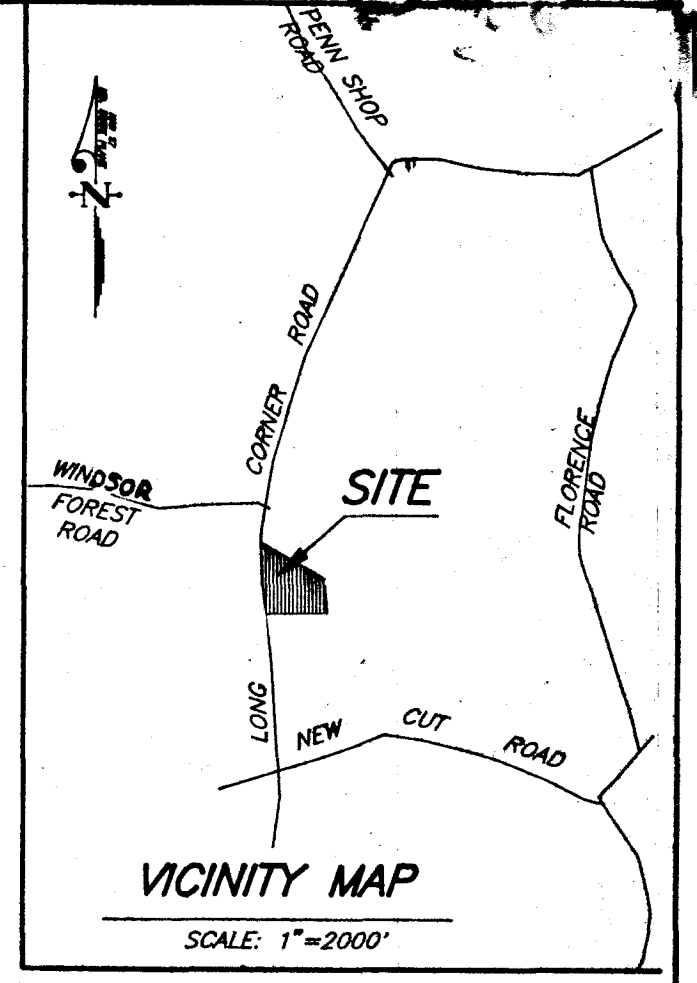 PENN SHOP
ROAD
N
ROAD
CORNER
WINDSOR
FOREST
ROAD
SITE
FLORENCE
ROAD
LONG
NEW CUT ROAD
VICINITY MAP
SCALE: 1"=2000'